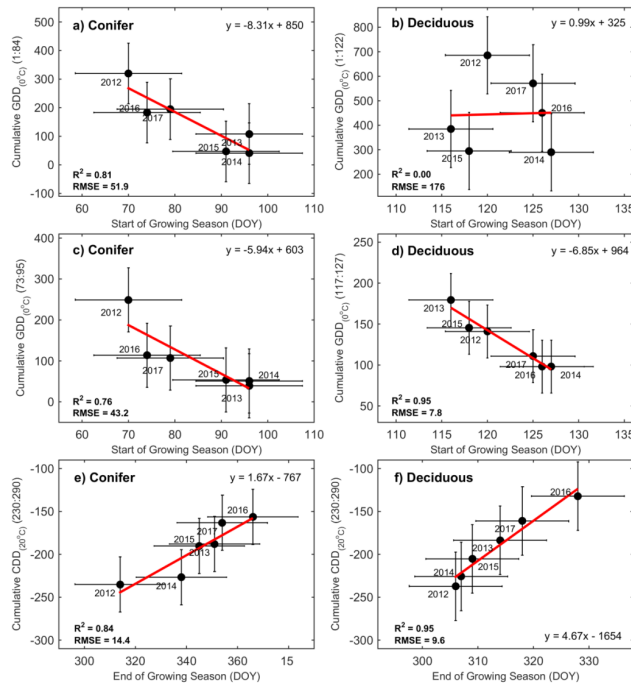 a) Conifer
y = -8.31x + 850
500
400
300
200
100
0
-100
Cumulative GDD(0°C) (1:84)
2012
2016
2017
2013
2015
2014
R² = 0.81
RMSE = 51.9
60 70 80 90 100 110
Start of Growing Season (DOY)
b) Deciduous
y = 0.99x + 325
800
700
600
500
400
300
200
Cumulative GDD(0°C) (1:122)
2012
2017
2016
2013
2015
2014
R² = 0.00
RMSE = 176
110 115 120 125 130 135
Start of Growing Season (DOY)
c) Conifer
y = -5.94x + 603
400
300
200
100
0
Cumulative GDD(0°C) (73:95)
2012
2016
2017
2015
2014
2013
R² = 0.76
RMSE = 43.2
60 70 80 90 100 110
Start of Growing Season (DOY)
d) Deciduous
y = -6.85x + 964
250
200
150
100
50
Cumulative GDD(0°C) (117:127)
2013
2015
2012
2017
2016
2014
R² = 0.95
RMSE = 7.8
110 115 120 125 130 135
Start of Growing Season (DOY)
e) Conifer
y = 1.67x - 767
-100
-150
-200
-250
-300
Cumulative CDD(20°C) (230:290)
2016
2017
2015
2013
2014
2012
R² = 0.84
RMSE = 14.4
300 320 340 360 15
End of Growing Season (DOY)
f) Deciduous
-100
-150
-200
-250
-300
Cumulative CDD(20°C) (230:290)
2016
2017
2013
2015
2014
2012
R² = 0.95
RMSE = 9.6
y = 4.67x - 1654
300 310 320 330
End of Growing Season (DOY)